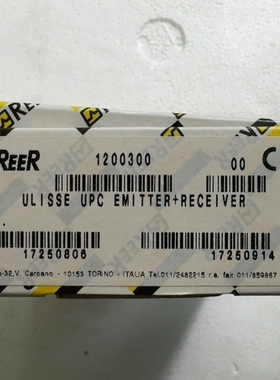 REER 1200300 00 C
ULISSE UPC EMITTER+RECEIVER
17250806 17250914
32,V. Carcano - 10153 TORINO - ITALIA Tel.011/2482215 r.a. fax 011/859867